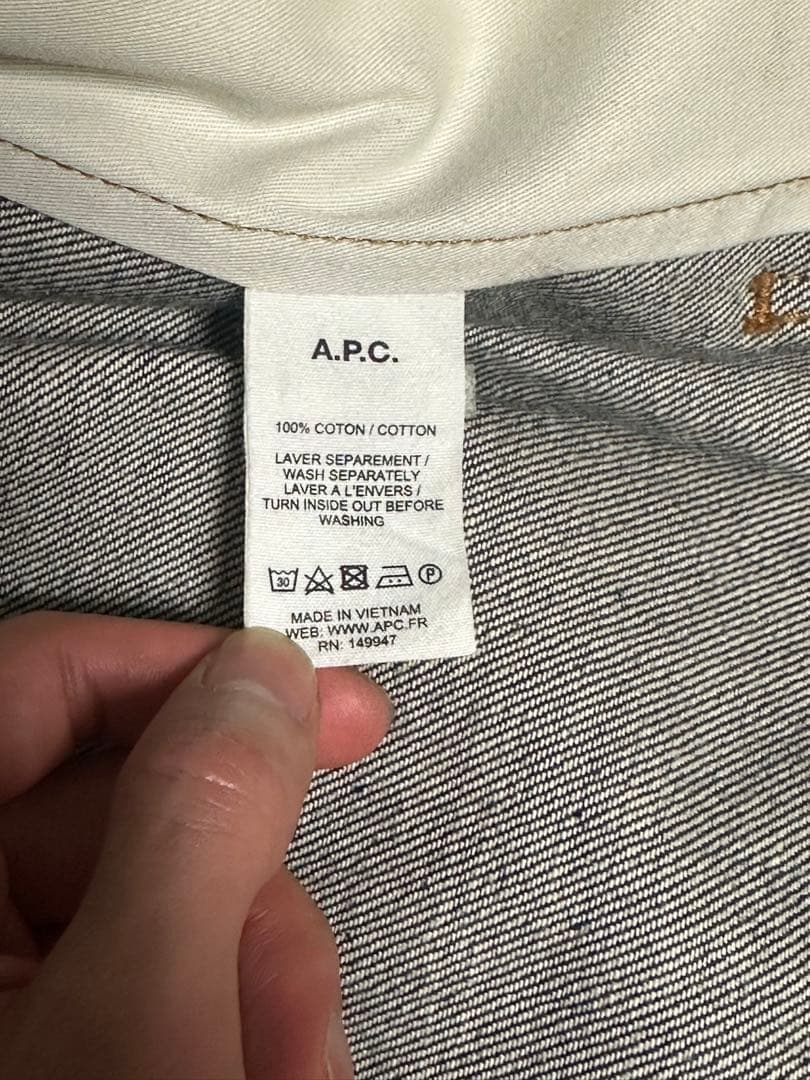 A.P.C.
100% COTON / COTTON
LAVER SEPAREMENT /
WASH SEPARATELY
LAVER A L'ENVERS /
TURN INSIDE OUT BEFORE
WASHING
30 P
MADE IN VIETNAM
WEB: WWW.APC.FR
RN: 149947